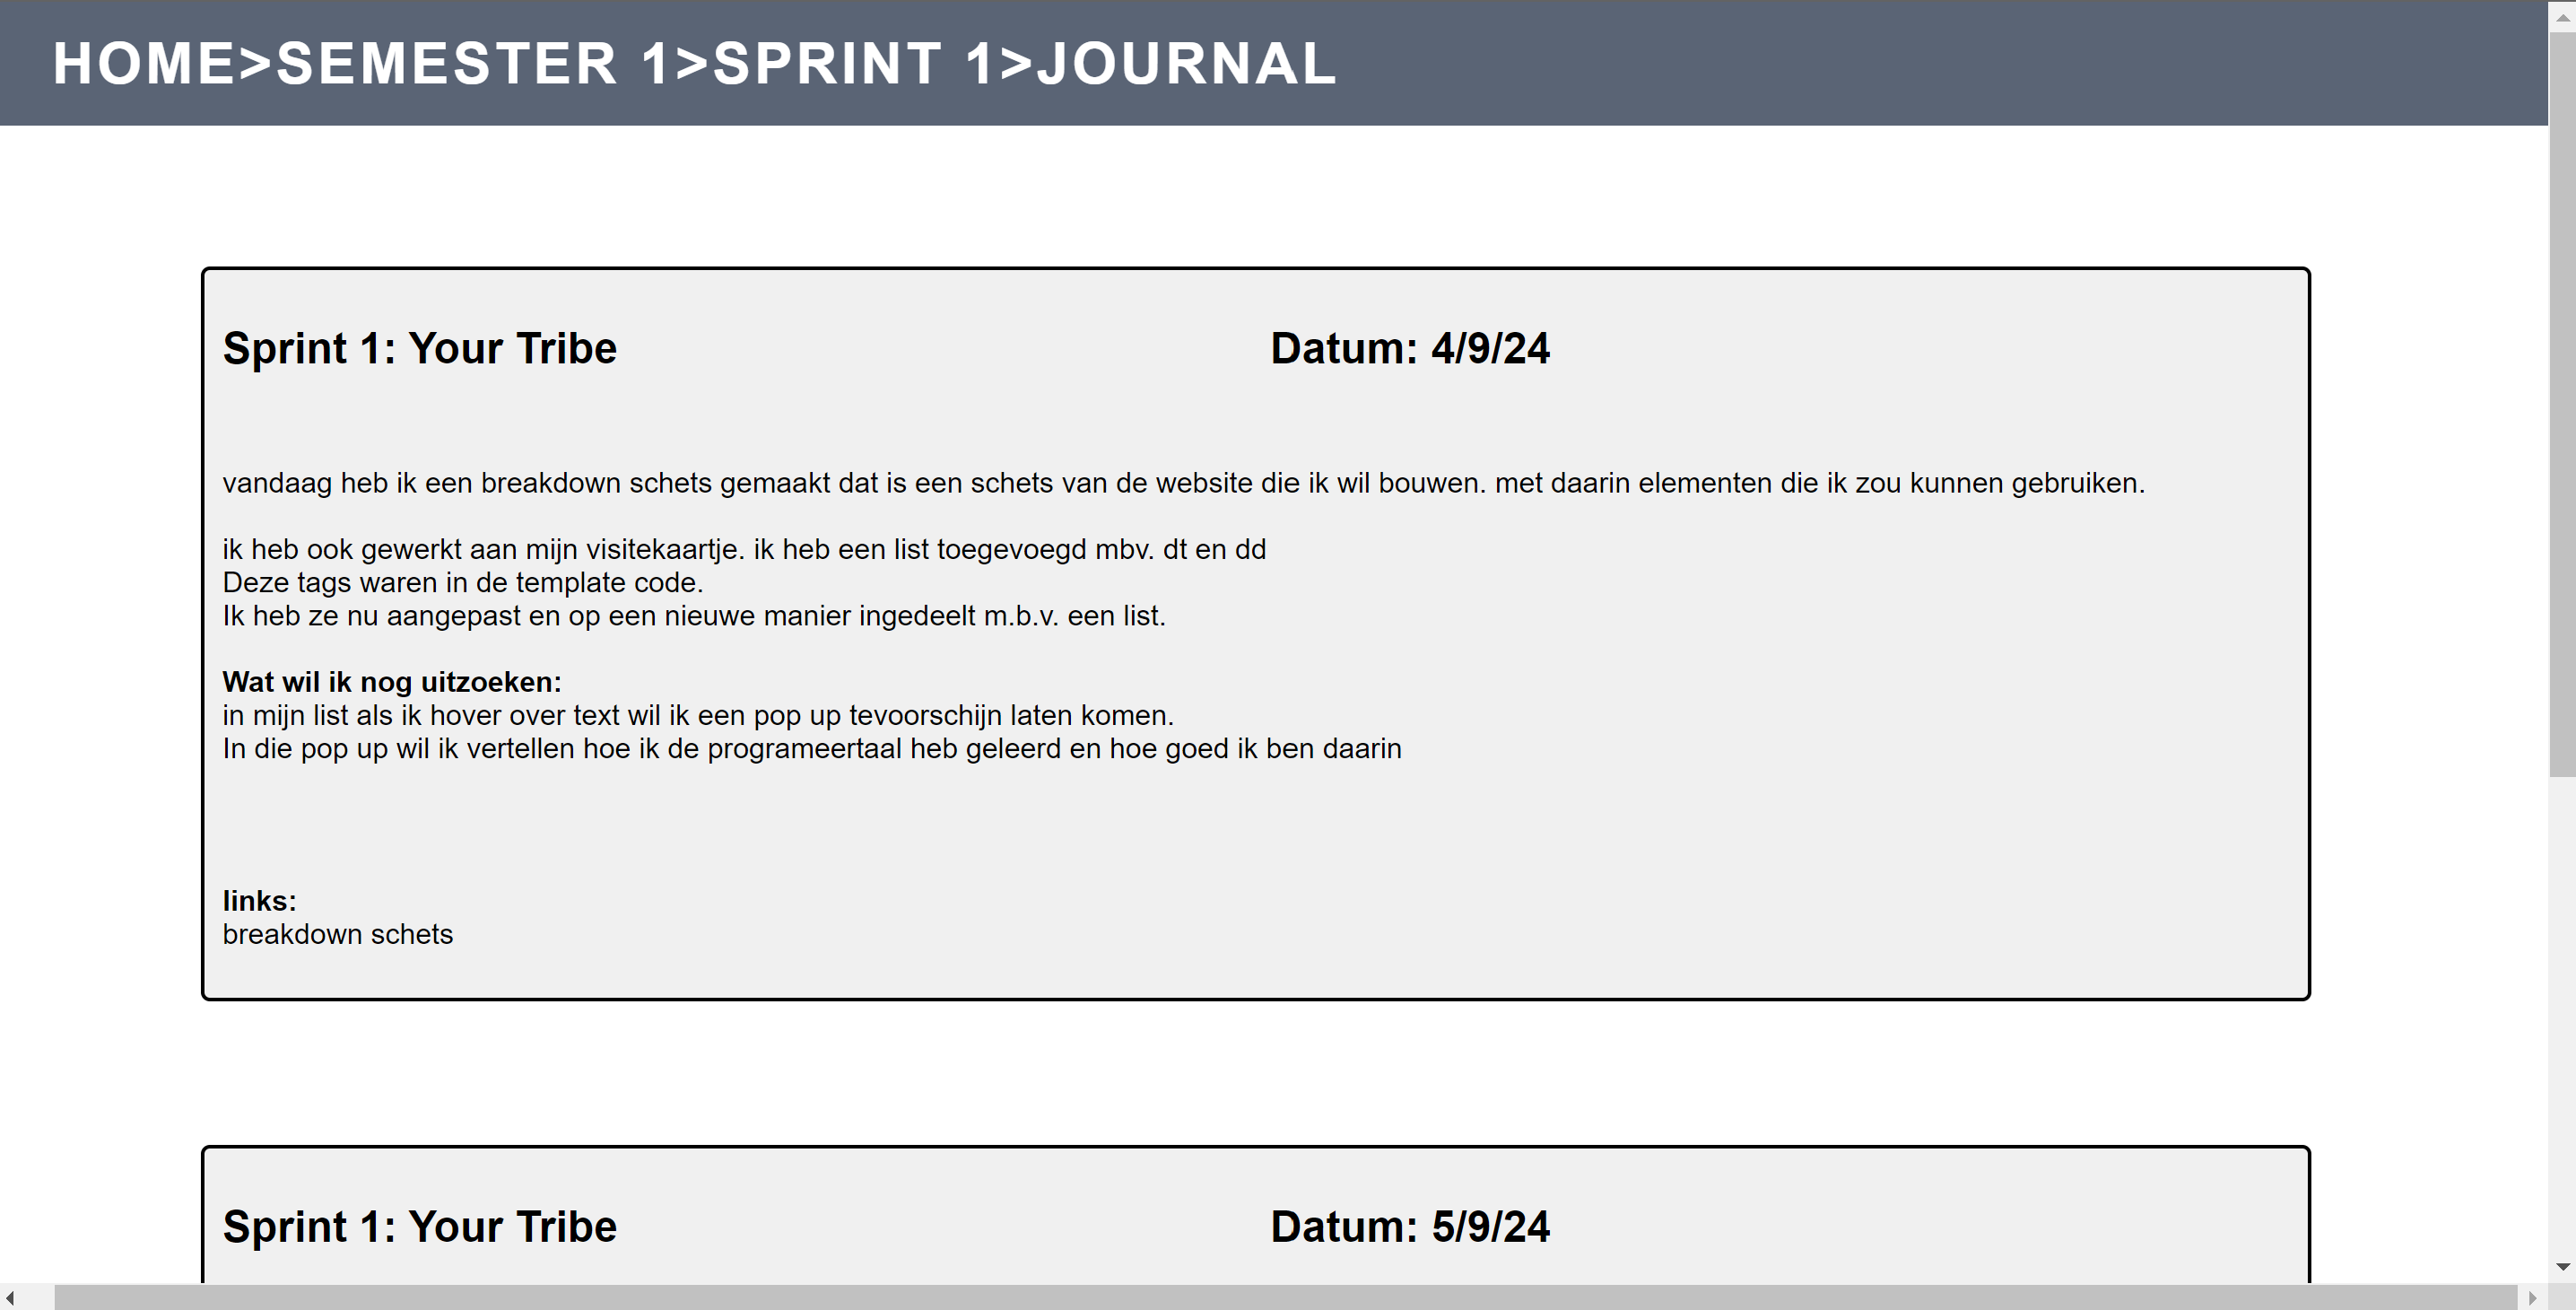 HOME>SEMESTER 1>SPRINT 1>JOURNAL
Sprint 1: Your Tribe Datum: 4/9/24
vandaag heb ik een breakdown schets gemaakt dat is een schets van de website die ik wil bouwen. met daarin elementen die ik zou kunnen gebruiken.
ik heb ook gewerkt aan mijn visitekaartje. ik heb een list toegevoegd mbv. dt en dd
Deze tags waren in de template code.
Ik heb ze nu aangepast en op een nieuwe manier ingedeelt m.b.v. een list.
Wat wil ik nog uitzoeken:
in mijn list als ik hover over text wil ik een pop up tevoorschijn laten komen.
In die pop up wil ik vertellen hoe ik de programeertaal heb geleerd en hoe goed ik ben daarin
links:
breakdown schets
Sprint 1: Your Tribe Datum: 5/9/24